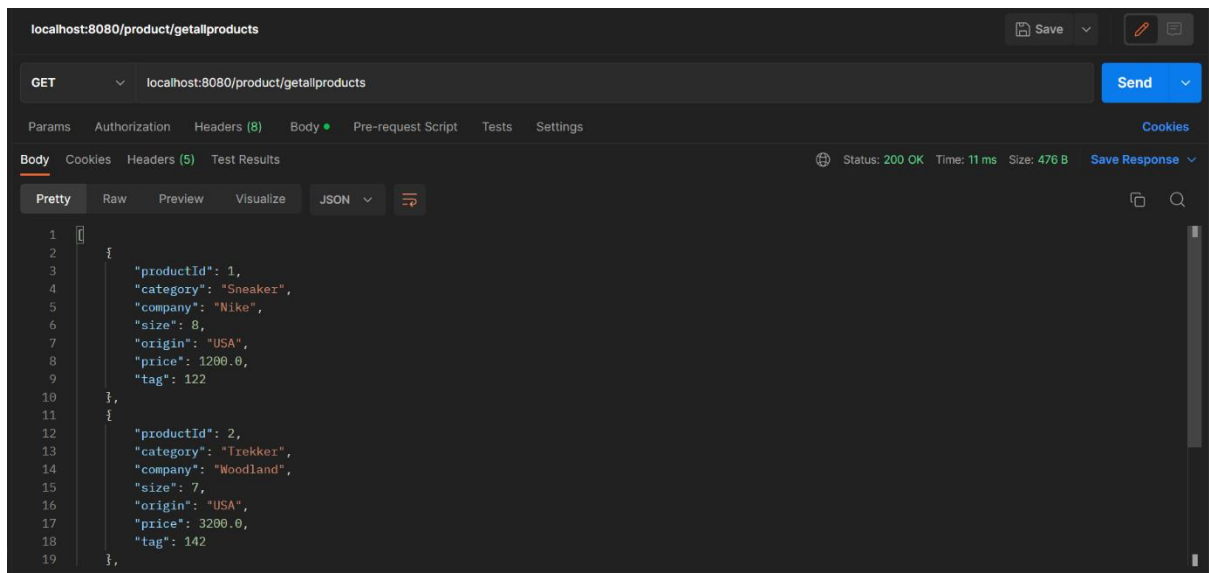 localhost:8080/product/getallproducts Save
GET localhost:8080/product/getallproducts Send
Params Authorization Headers (8) Body Pre-request Script Tests Settings Cookies
Body Cookies Headers (5) Test Results Status: 200 OK Time: 11 ms Size: 476 B Save Response
Pretty Raw Preview Visualize JSON
1 [
2 {
3 "productId": 1,
4 "category": "Sneaker",
5 "company": "Nike",
6 "size": 8,
7 "origin": "USA",
8 "price": 1200.0,
9 "tag": 122
10 },
11 {
12 "productId": 2,
13 "category": "Trekker",
14 "company": "Woodland",
15 "size": 7,
16 "origin": "USA",
17 "price": 3200.0,
18 "tag": 142
19 },